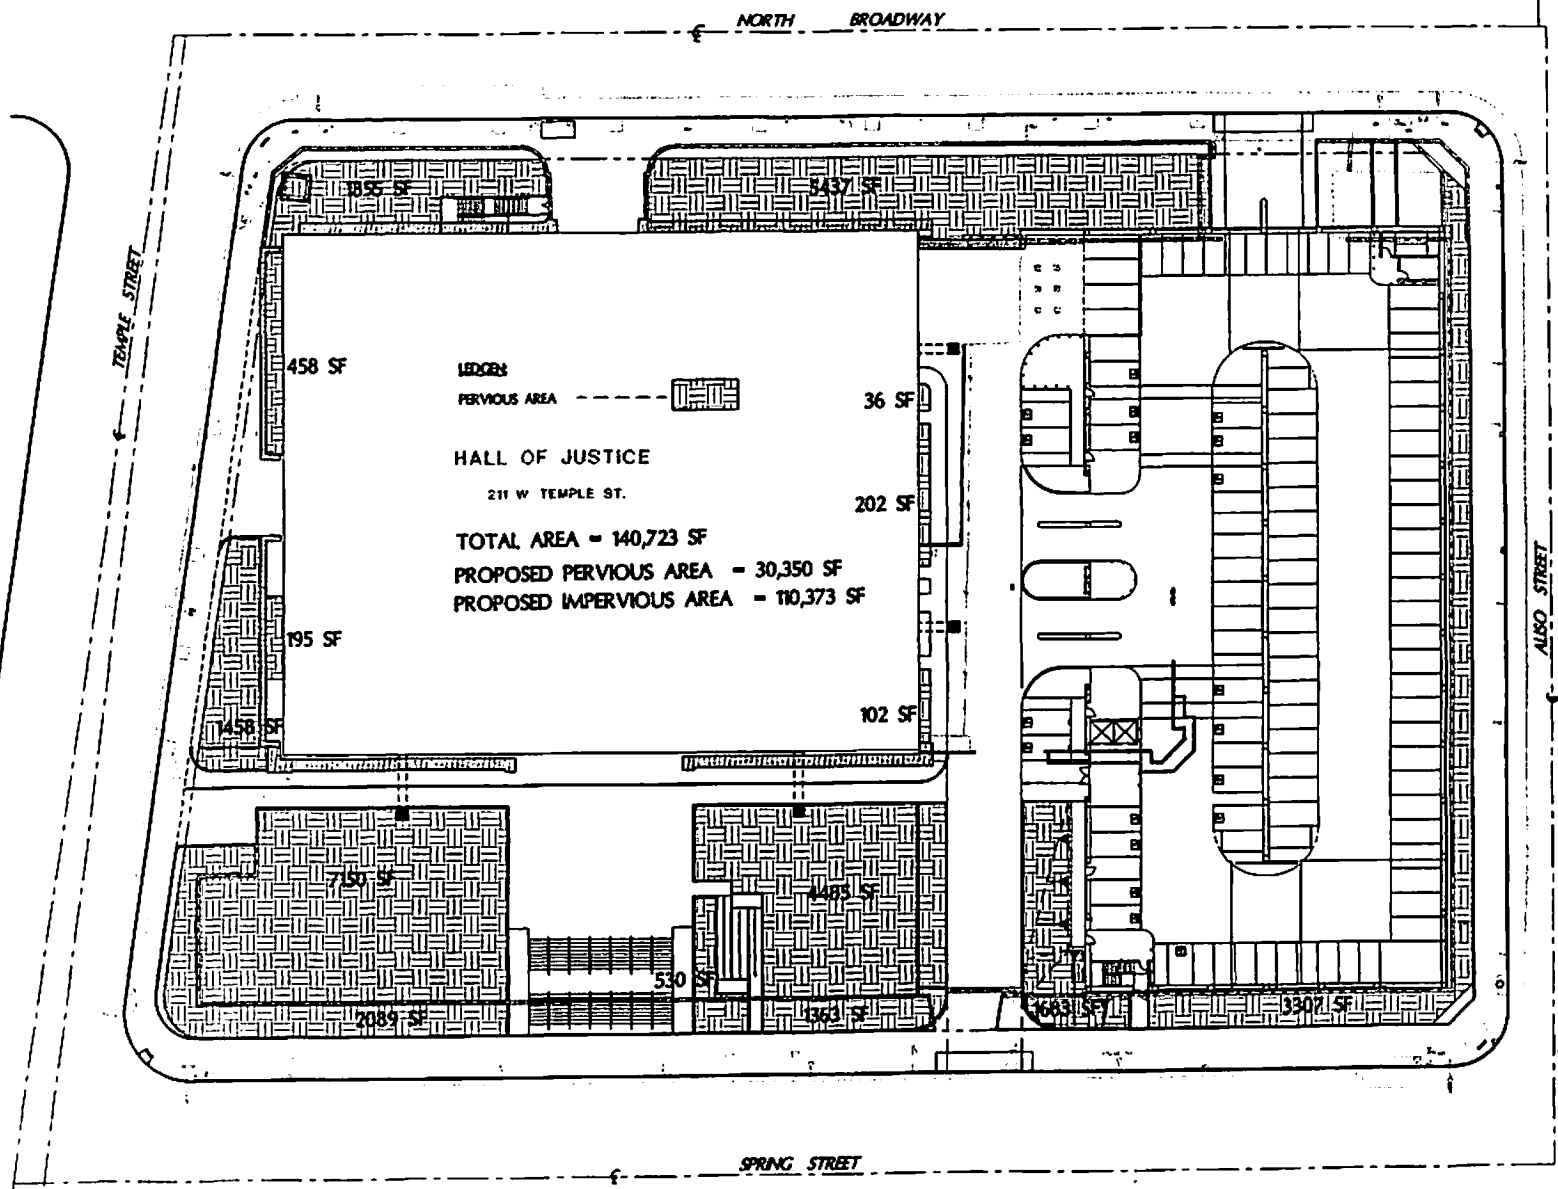 NORTH BROADWAY
1855 SF
5437 SF
TEMPLE STREET
458 SF
LEDGEN:
PERVIOUS AREA
36 SF
HALL OF JUSTICE
211 W TEMPLE ST.
202 SF
TOTAL AREA = 140,723 SF
PROPOSED PERVIOUS AREA = 30,350 SF
PROPOSED IMPERVIOUS AREA = 110,373 SF
ALISO STREET
195 SF
102 SF
1458 SF
7150 SF
4485 SF
530 SF
2089 SF
1363 SF
1683 SF
3307 SF
SPRING STREET